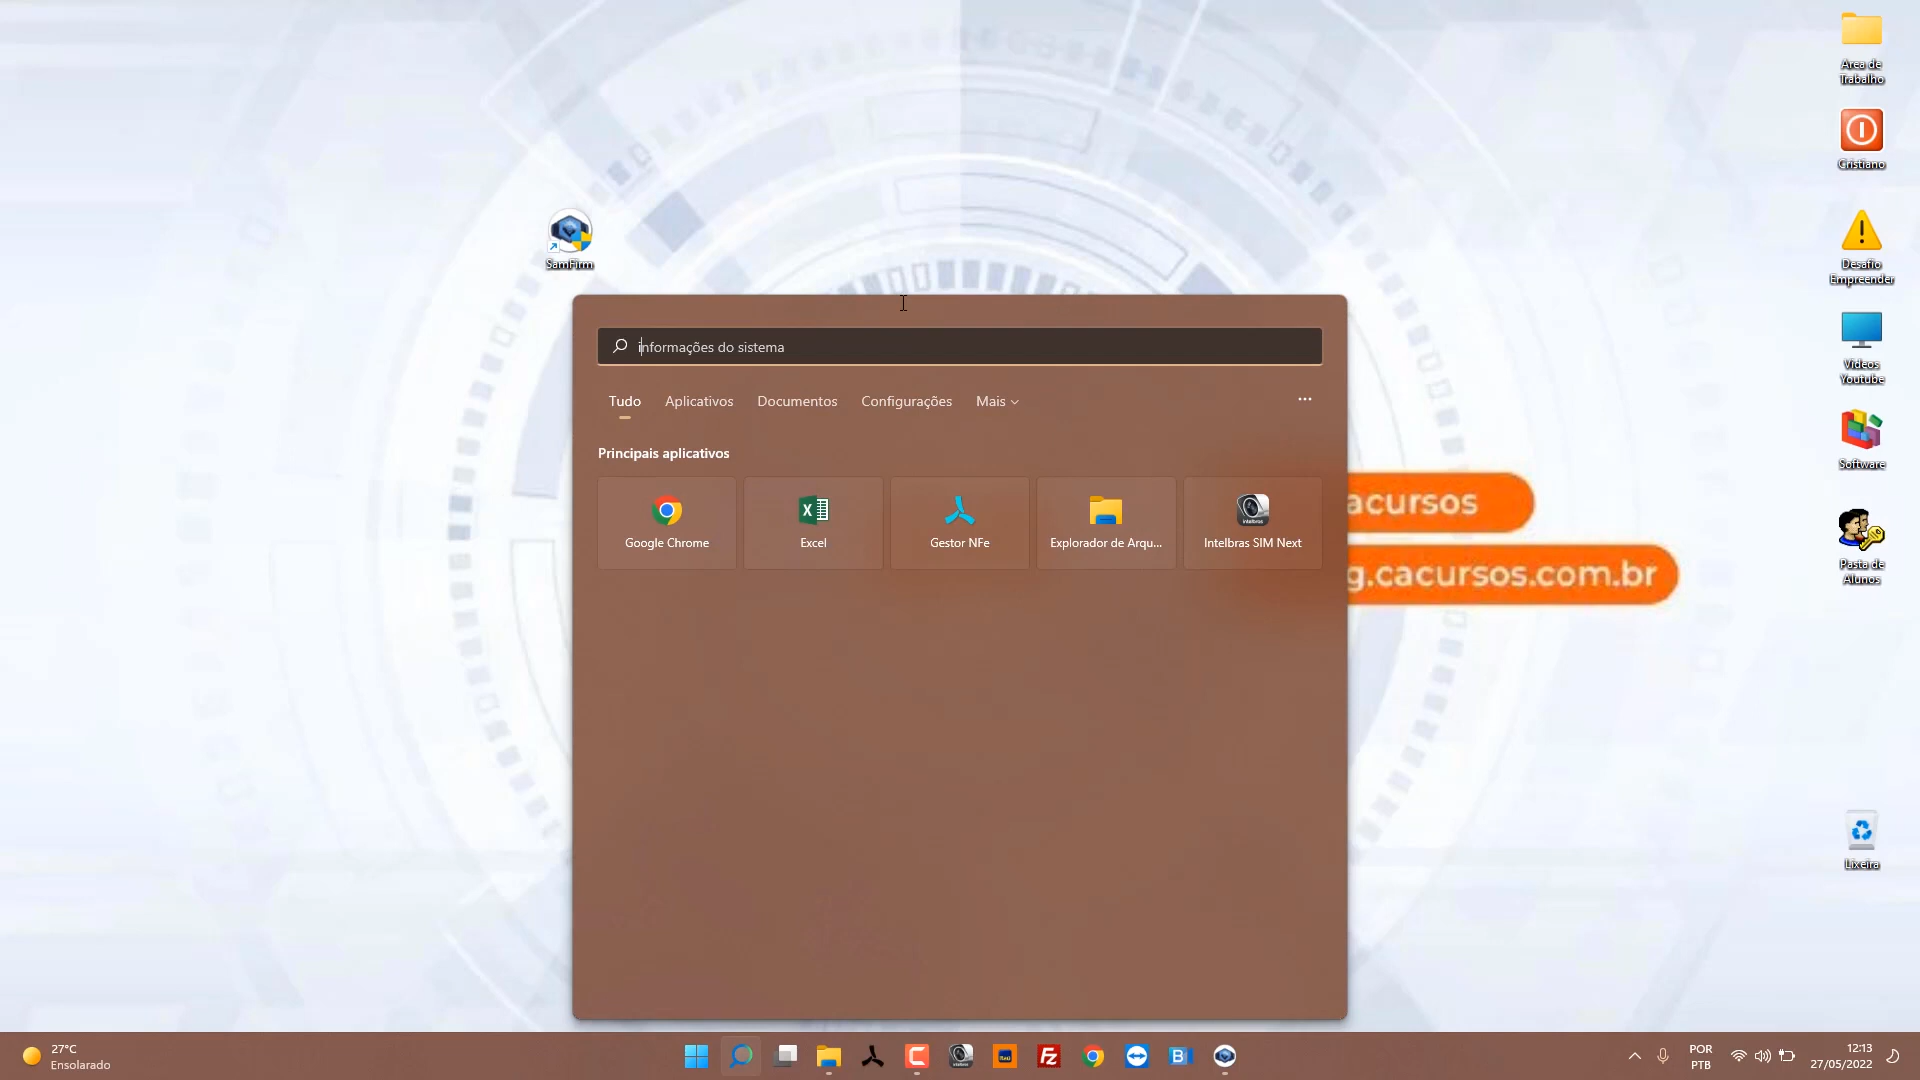 Area de
Trabalho
Cristiano
SamFirm
Desafio
Empreender
informações do sistema
Vídeos
Youtube
Tudo Aplicativos Documentos Configurações Mais
Software
Principais aplicativos
acursos
Google Chrome
Excel
Gestor NFe
Explorador de Arqu...
Intelbras SIM Next
g.cacursos.com.br
Pasta de
Alunos
Lixeira
27°C
Ensolarado
POR
PTB
12:13
27/05/2022